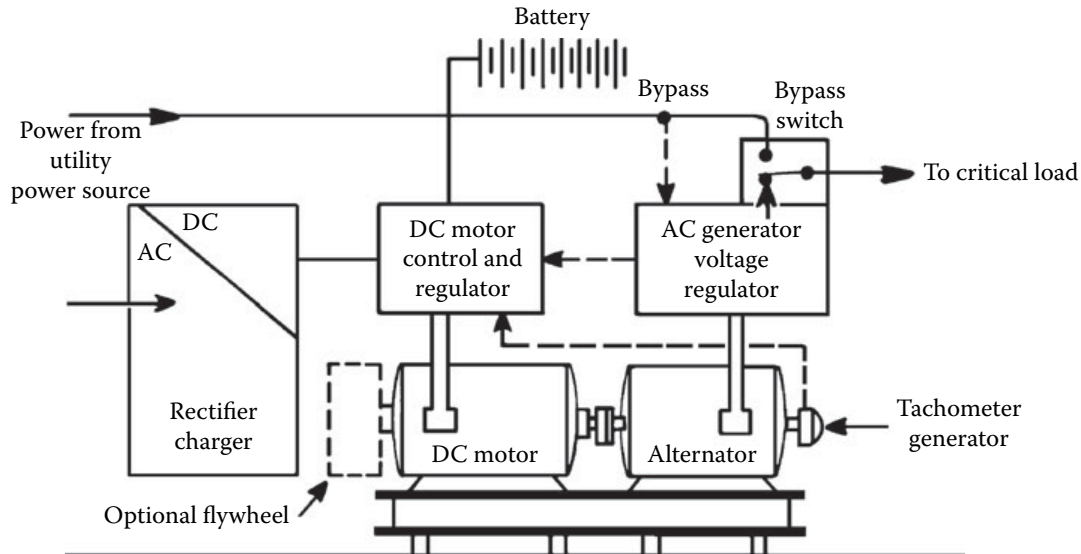 Battery
Bypass
Bypass
switch
Power from
utility
power source
To critical load
DC
AC
DC motor
control and
regulator
AC generator
voltage
regulator
Rectifier
charger
DC motor
Alternator
Tachometer
generator
Optional flywheel